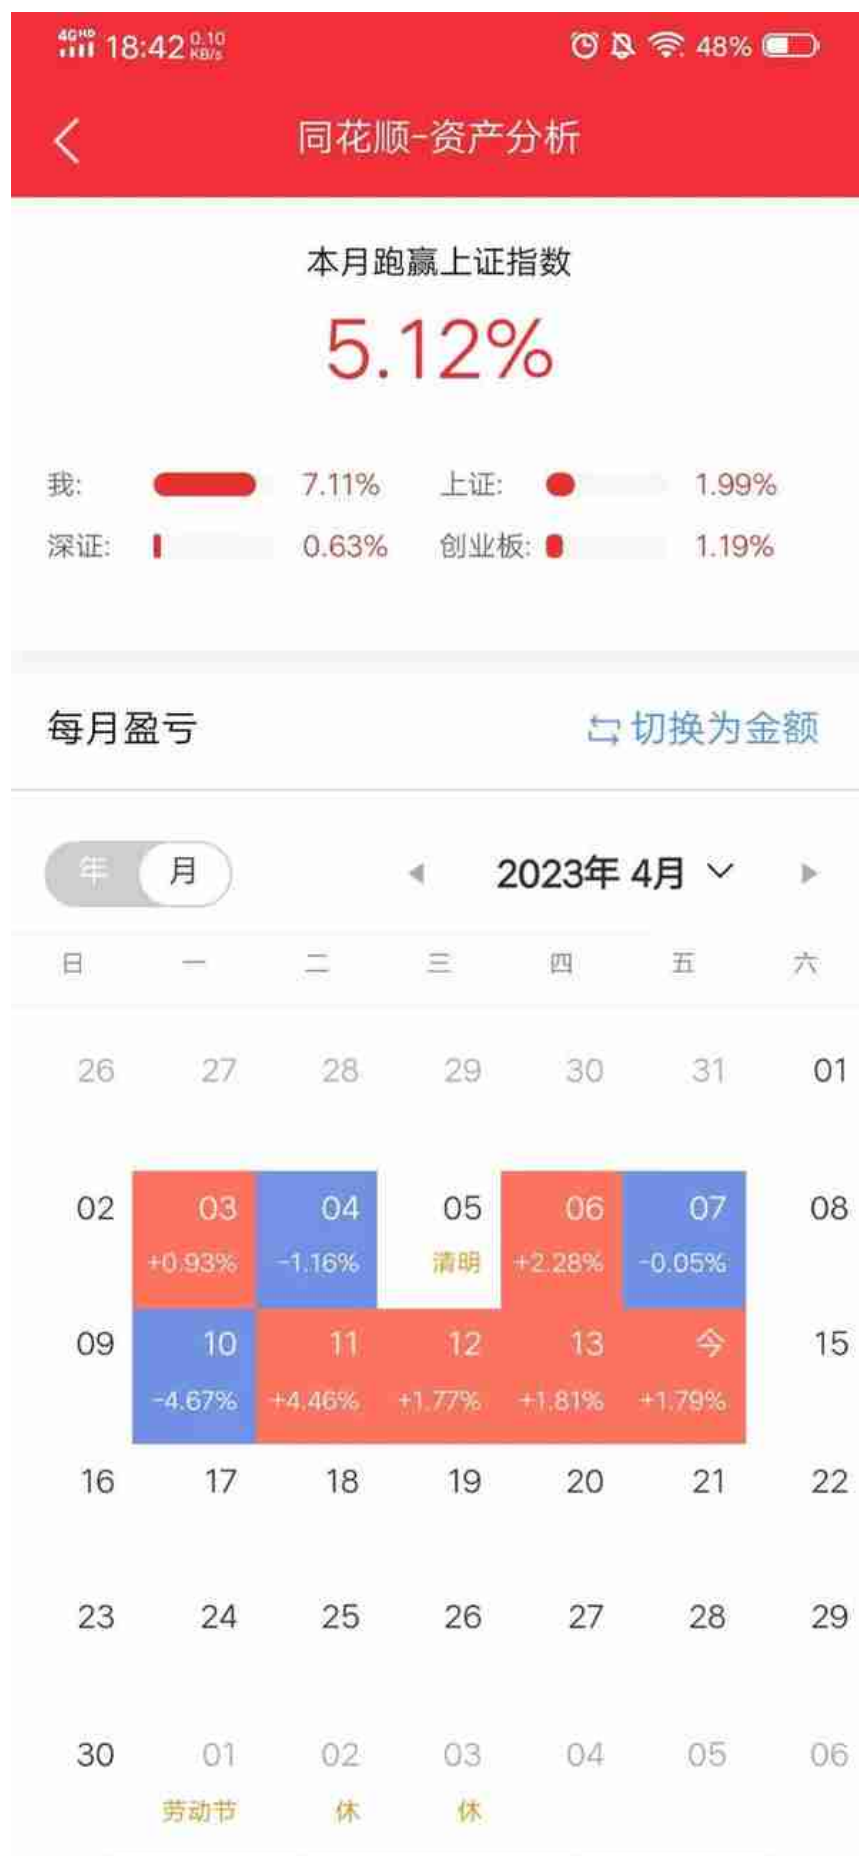 4GHD 18:42 0.10 KB/s 48%
同花顺-资产分析
本月跑赢上证指数
5.12%
我: 7.11% 上证: 1.99%
深证: 0.63% 创业板: 1.19%
每月盈亏 切换为金额
年 月 2023年 4月
日 一 二 三 四 五 六
26 27 28 29 30 31 01
02 03 04 05 06 07 08
+0.93% -1.16% 清明 +2.28% -0.05%
09 10 11 12 13 今 15
-4.67% +4.46% +1.77% +1.81% +1.79%
16 17 18 19 20 21 22
23 24 25 26 27 28 29
30 01 02 03 04 05 06
劳动节 休 休